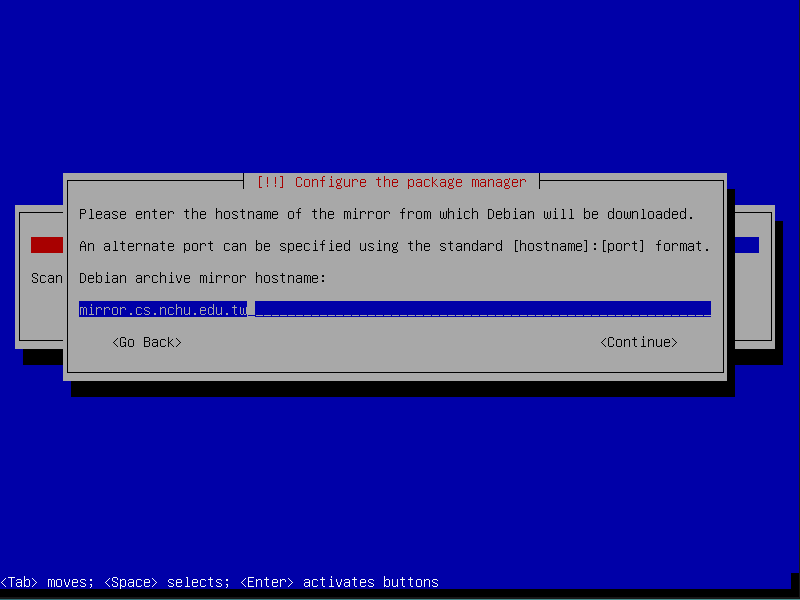 [!!] Configure the package manager
Please enter the hostname of the mirror from which Debian will be downloaded.
An alternate port can be specified using the standard [hostname]:[port] format.
Scan
Debian archive mirror hostname:
mirror.cs.nchu.edu.tw
<Go Back> <Continue>
<Tab> moves; <Space> selects; <Enter> activates buttons